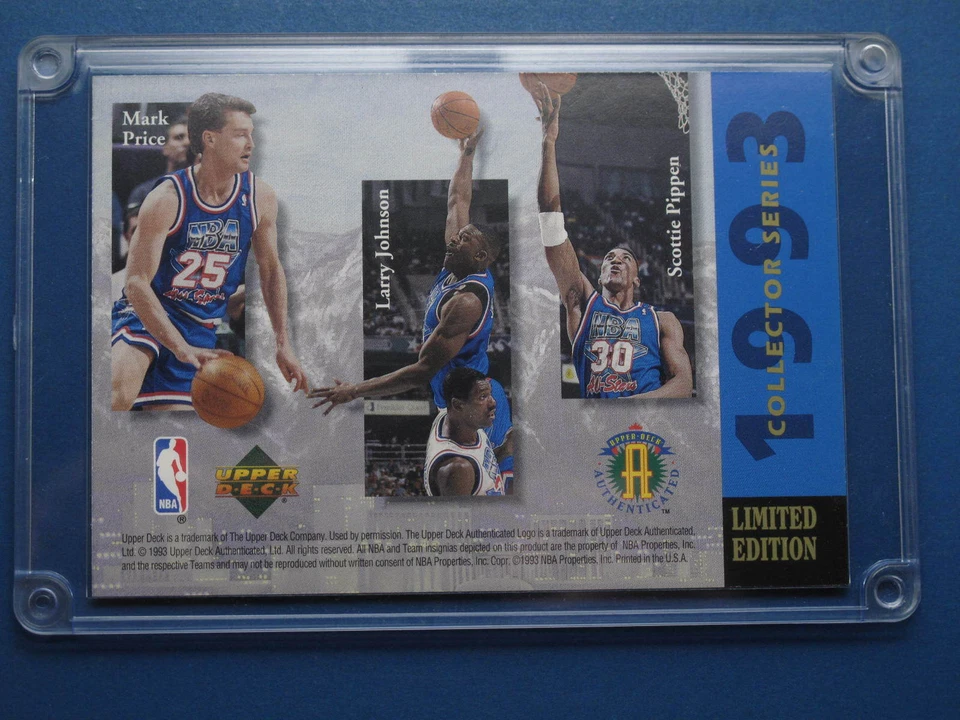 Mark
Price
Larry Johnson
Scottie Pippen
1993
COLLECTOR SERIES
NBA
25
NBA
30
All-Stars
NBA
®
UPPER
D·E·C·K
UPPER·DECK
A
AUTHENTICATED
™
LIMITED
EDITION
Upper Deck is a trademark of The Upper Deck Company. Used by permission. The Upper Deck Authenticated Logo is a trademark of Upper Deck Authenticated,
Ltd. © 1993 Upper Deck Authenticated, Ltd. All rights reserved. All NBA and Team insignias depicted on this product are the property of NBA Properties, Inc.
and the respective Teams and may not be reproduced without written consent of NBA Properties, Inc. Copr. ©1993 NBA Properties, Inc. Printed in the U.S.A.